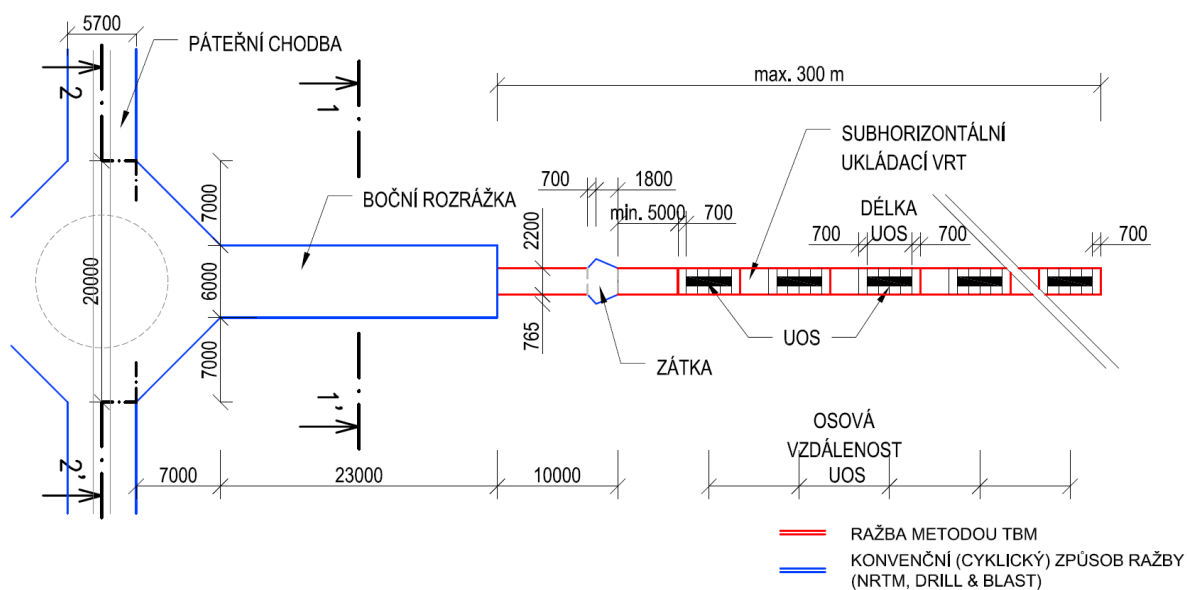 5700
PÁTEŘNÍ CHODBA
2
1
max. 300 m
SUBHORIZONTÁLNÍ
UKLÁDACÍ VRT
BOČNÍ ROZRÁŽKA
700
1800
min. 5000
700
DÉLKA
UOS
700
700
700
7000
2200
20000
6000
765
UOS
ZÁTKA
7000
1'
2'
OSOVÁ
VZDÁLENOST
UOS
7000
23000
10000
RAŽBA METODOU TBM
KONVENČNÍ (CYKLICKÝ) ZPŮSOB RAŽBY
(NRTM, DRILL & BLAST)